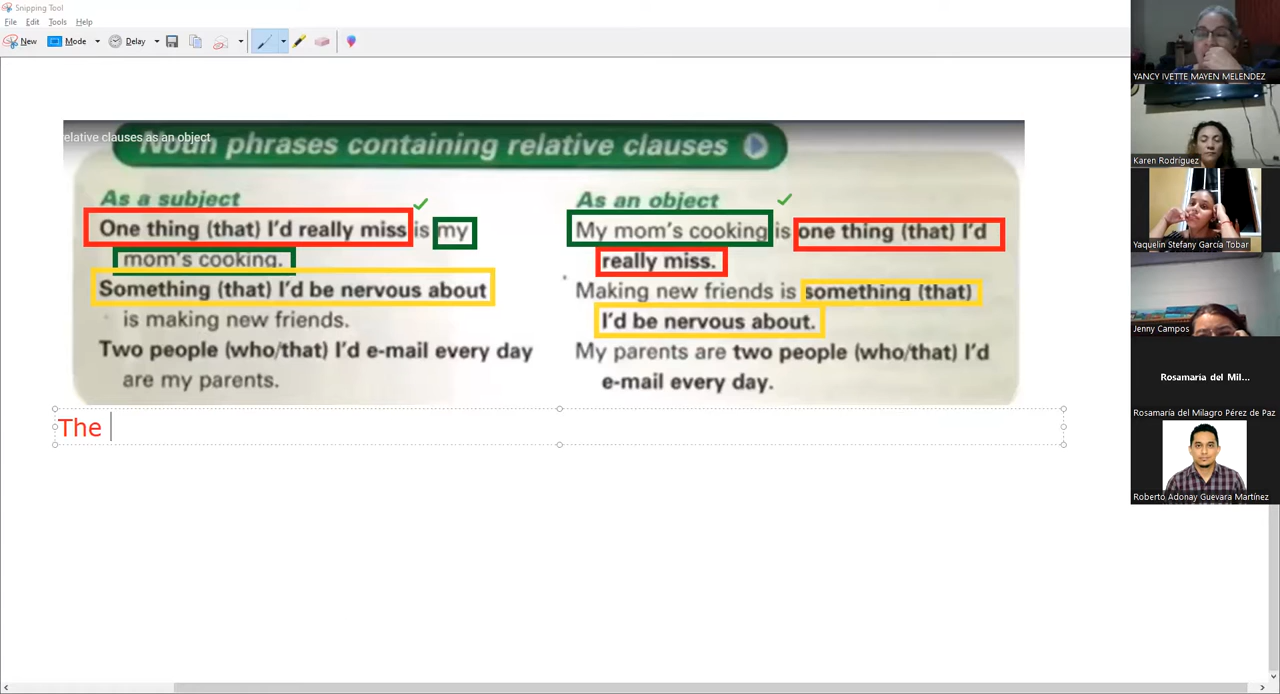 Snipping Tool
File Edit Tools Help
New Mode Delay
relative clauses as an object
Noun phrases containing relative clauses
As a subject
One thing (that) I'd really miss is my
mom's cooking.
Something (that) I'd be nervous about
is making new friends.
Two people (who/that) I'd e-mail every day
are my parents.
As an object
My mom's cooking is one thing (that) I'd
really miss.
Making new friends is something (that)
I'd be nervous about.
My parents are two people (who/that) I'd
e-mail every day.
The
YANCY IVETTE MAYEN MELENDEZ
Karen Rodríguez
Yaquelin Stefany García Tobar
Jenny Campos
Rosamaria del Mil...
Rosamaría del Milagro Pérez de Paz
Roberto Adonay Guevara Martínez